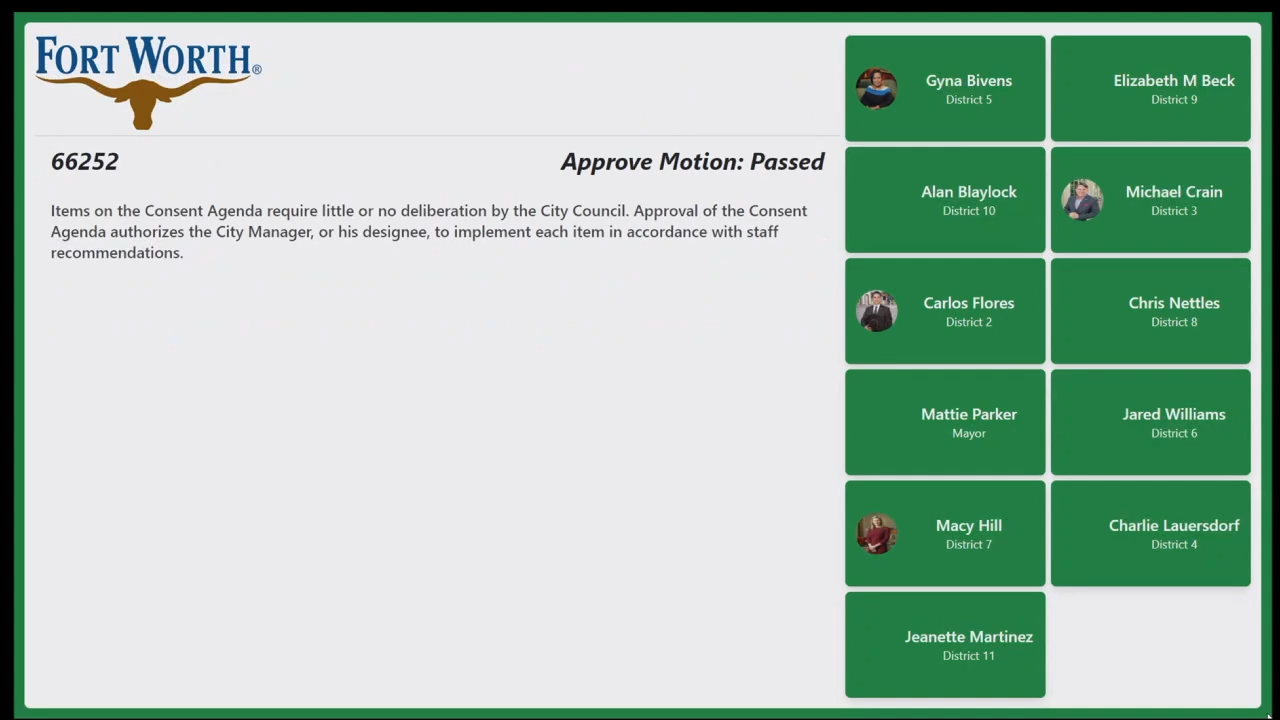 FORT WORTH®
66252
Approve Motion: Passed
Items on the Consent Agenda require little or no deliberation by the City Council. Approval of the Consent
Agenda authorizes the City Manager, or his designee, to implement each item in accordance with staff
recommendations.
Gyna Bivens
District 5
Elizabeth M Beck
District 9
Alan Blaylock
District 10
Michael Crain
District 3
Carlos Flores
District 2
Chris Nettles
District 8
Mattie Parker
Mayor
Jared Williams
District 6
Macy Hill
District 7
Charlie Lauersdorf
District 4
Jeanette Martinez
District 11